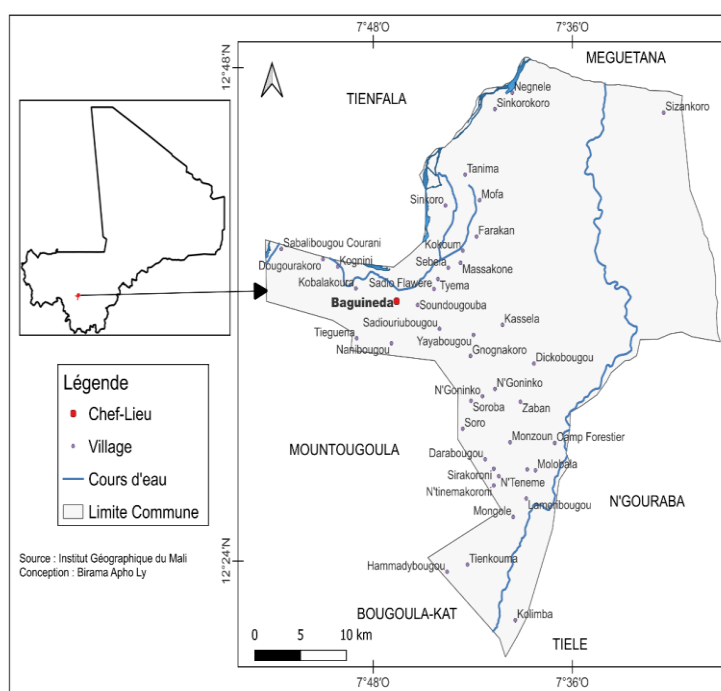 7°48'O
7°36'O
MEGUETANA
12°48'N
TIENFALA
Negnele
Sinkorokoro
Sizankoro
Tanima
Sinkoro
Mofa
Farakan
Sabalibougou Courani
Kokoum
Dougourakoro
Kognini
Sebela
Massakone
Kobalakoura
Sadio Flawere
Tyema
Baguineda
Soundougouba
Sadiouriubougou
Kassela
Tieguena
Yayabougou
Nanibougou
Gnognakoro
Dickobougou
Légende
Chef-Lieu
Village
Cours d'eau
Limite Commune
N'Goninko
N'Goninko
Soroba
Zaban
Soro
MOUNTOUGOULA
Monzoun
Camp Forestier
Darabougou
Molobala
Sirakoroni
N'Teneme
N'tinemakoroni
Lamoribougou
N'GOURABA
Mongole
Source : Institut Géographique du Mali
Conception : Birama Apho Ly
12°24'N
Tienkouma
Hammadybougou
BOUGOULA-KAT
Kolimba
0 5 10 km
TIELE
7°48'O
7°36'O